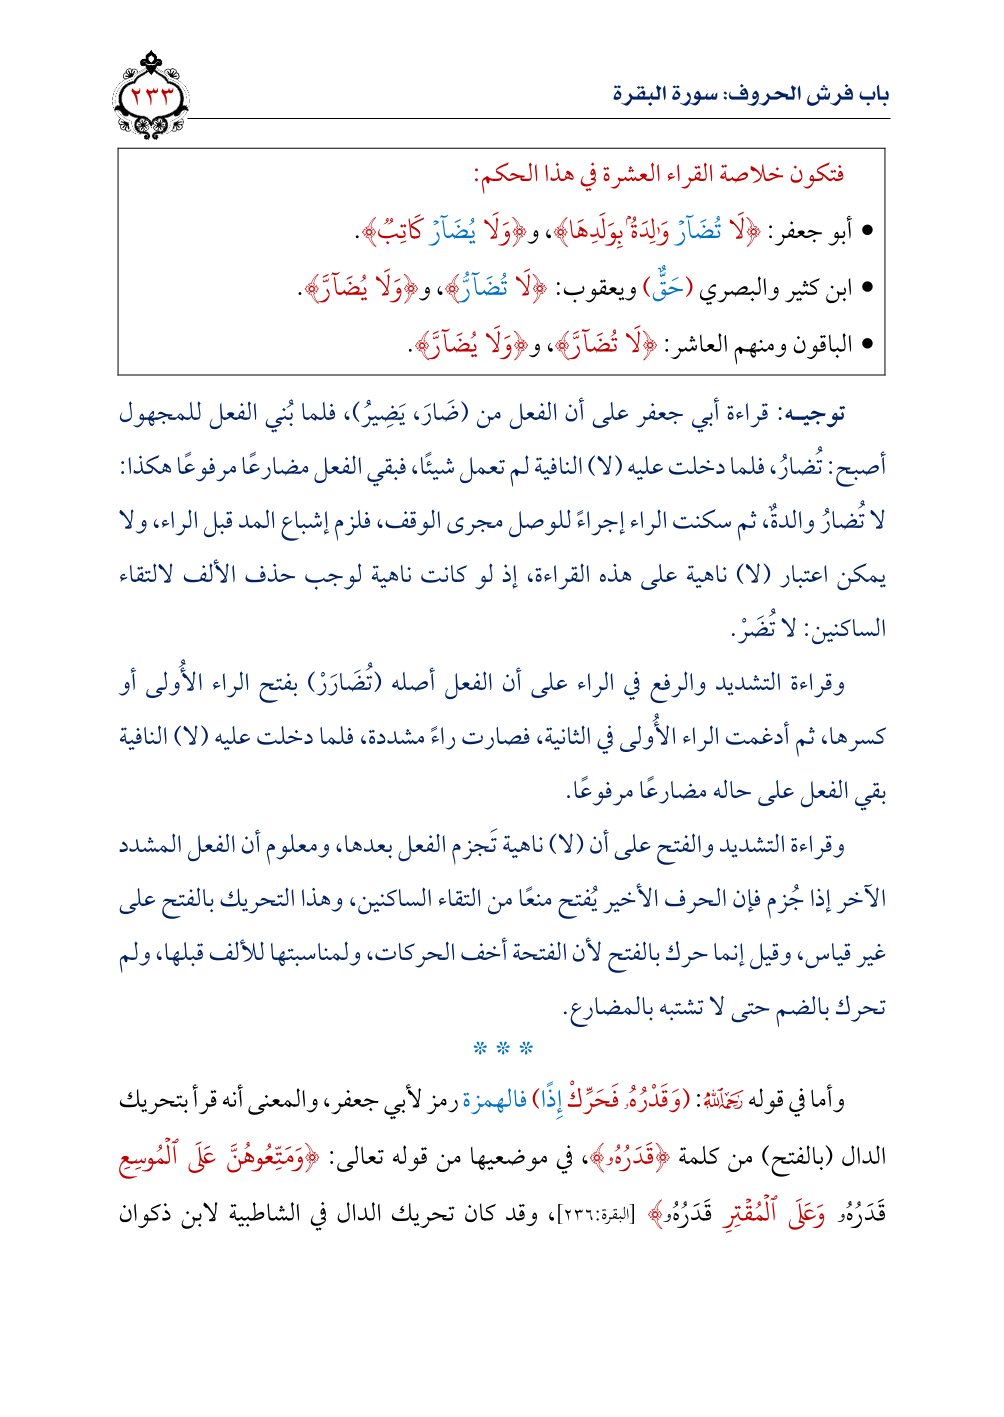 باب فرش الحروف: سورة البقرة
٢٣٣
فتكون خلاصة القراء العشرة في هذا الحكم:
● أبو جعفر: ﴿لَا تُضَآرۡ وَٰلِدَةُۢ بِوَلَدِهَا﴾، و﴿وَلَا يُضَآرۡ كَاتِبٞ﴾.
● ابن كثير والبصري (حَقٌّ) ويعقوب: ﴿لَا تُضَآرُّ﴾، و﴿وَلَا يُضَآرَّ﴾.
● الباقون ومنهم العاشر: ﴿لَا تُضَآرَّ﴾، و﴿وَلَا يُضَآرَّ﴾.
توجيـه: قراءة أبي جعفر على أن الفعل من (ضَارَ، يَضِيرُ)، فلما بُني الفعل للمجهول
أصبح: تُضارُ، فلما دخلت عليه (لا) النافية لم تعمل شيئًا، فبقي الفعل مضارعًا مرفوعًا هكذا:
لا تُضارُ والدةٌ، ثم سكنت الراء إجراءً للوصل مجرى الوقف، فلزم إشباع المد قبل الراء، ولا
يمكن اعتبار (لا) ناهية على هذه القراءة، إذ لو كانت ناهية لوجب حذف الألف لالتقاء
الساكنين: لا تُضَرْ.
وقراءة التشديد والرفع في الراء على أن الفعل أصله (تُضَارَرْ) بفتح الراء الأُولى أو
كسرها، ثم أدغمت الراء الأُولى في الثانية، فصارت راءً مشددة، فلما دخلت عليه (لا) النافية
بقي الفعل على حاله مضارعًا مرفوعًا.
وقراءة التشديد والفتح على أن (لا) ناهية تَجزم الفعل بعدها، ومعلوم أن الفعل المشدد
الآخر إذا جُزم فإن الحرف الأخير يُفتح منعًا من التقاء الساكنين، وهذا التحريك بالفتح على
غير قياس، وقيل إنما حرك بالفتح لأن الفتحة أخف الحركات، ولمناسبتها للألف قبلها، ولم
تحرك بالضم حتى لا تشتبه بالمضارع.
* * *
وأما في قوله رَحِمَهُ ٱللَّهُ: (وَقَدْرُهُۥ فَحَرِّكْ إِذًا) فالهمزة رمز لأبي جعفر، والمعنى أنه قرأ بتحريك
الدال (بالفتح) من كلمة ﴿قَدَرُهُۥ﴾، في موضعيها من قوله تعالى: ﴿وَمَتِّعُوهُنَّ عَلَى ٱلۡمُوسِعِ
قَدَرُهُۥ وَعَلَى ٱلۡمُقۡتِرِ قَدَرُهُۥ﴾ [البقرة:٢٣٦]، وقد كان تحريك الدال في الشاطبية لابن ذكوان